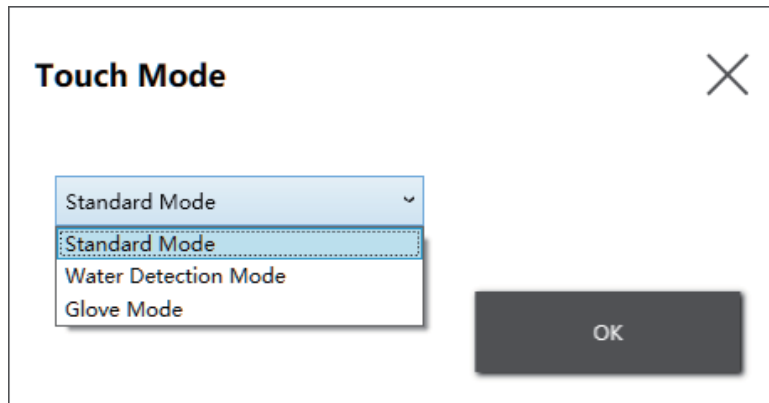 Touch Mode
Standard Mode
Standard Mode
Water Detection Mode
Glove Mode
OK